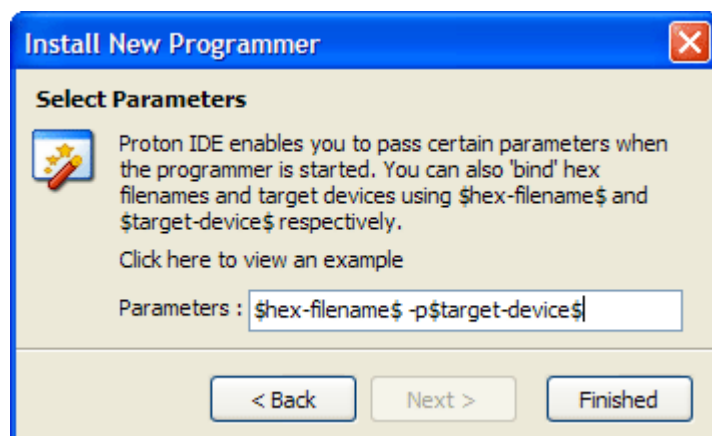 Install New Programmer
Select Parameters
Proton IDE enables you to pass certain parameters when
the programmer is started. You can also 'bind' hex
filenames and target devices using $hex-filename$ and
$target-device$ respectively.
Click here to view an example
Parameters : $hex-filename$ -p$target-device$
< Back Next > Finished